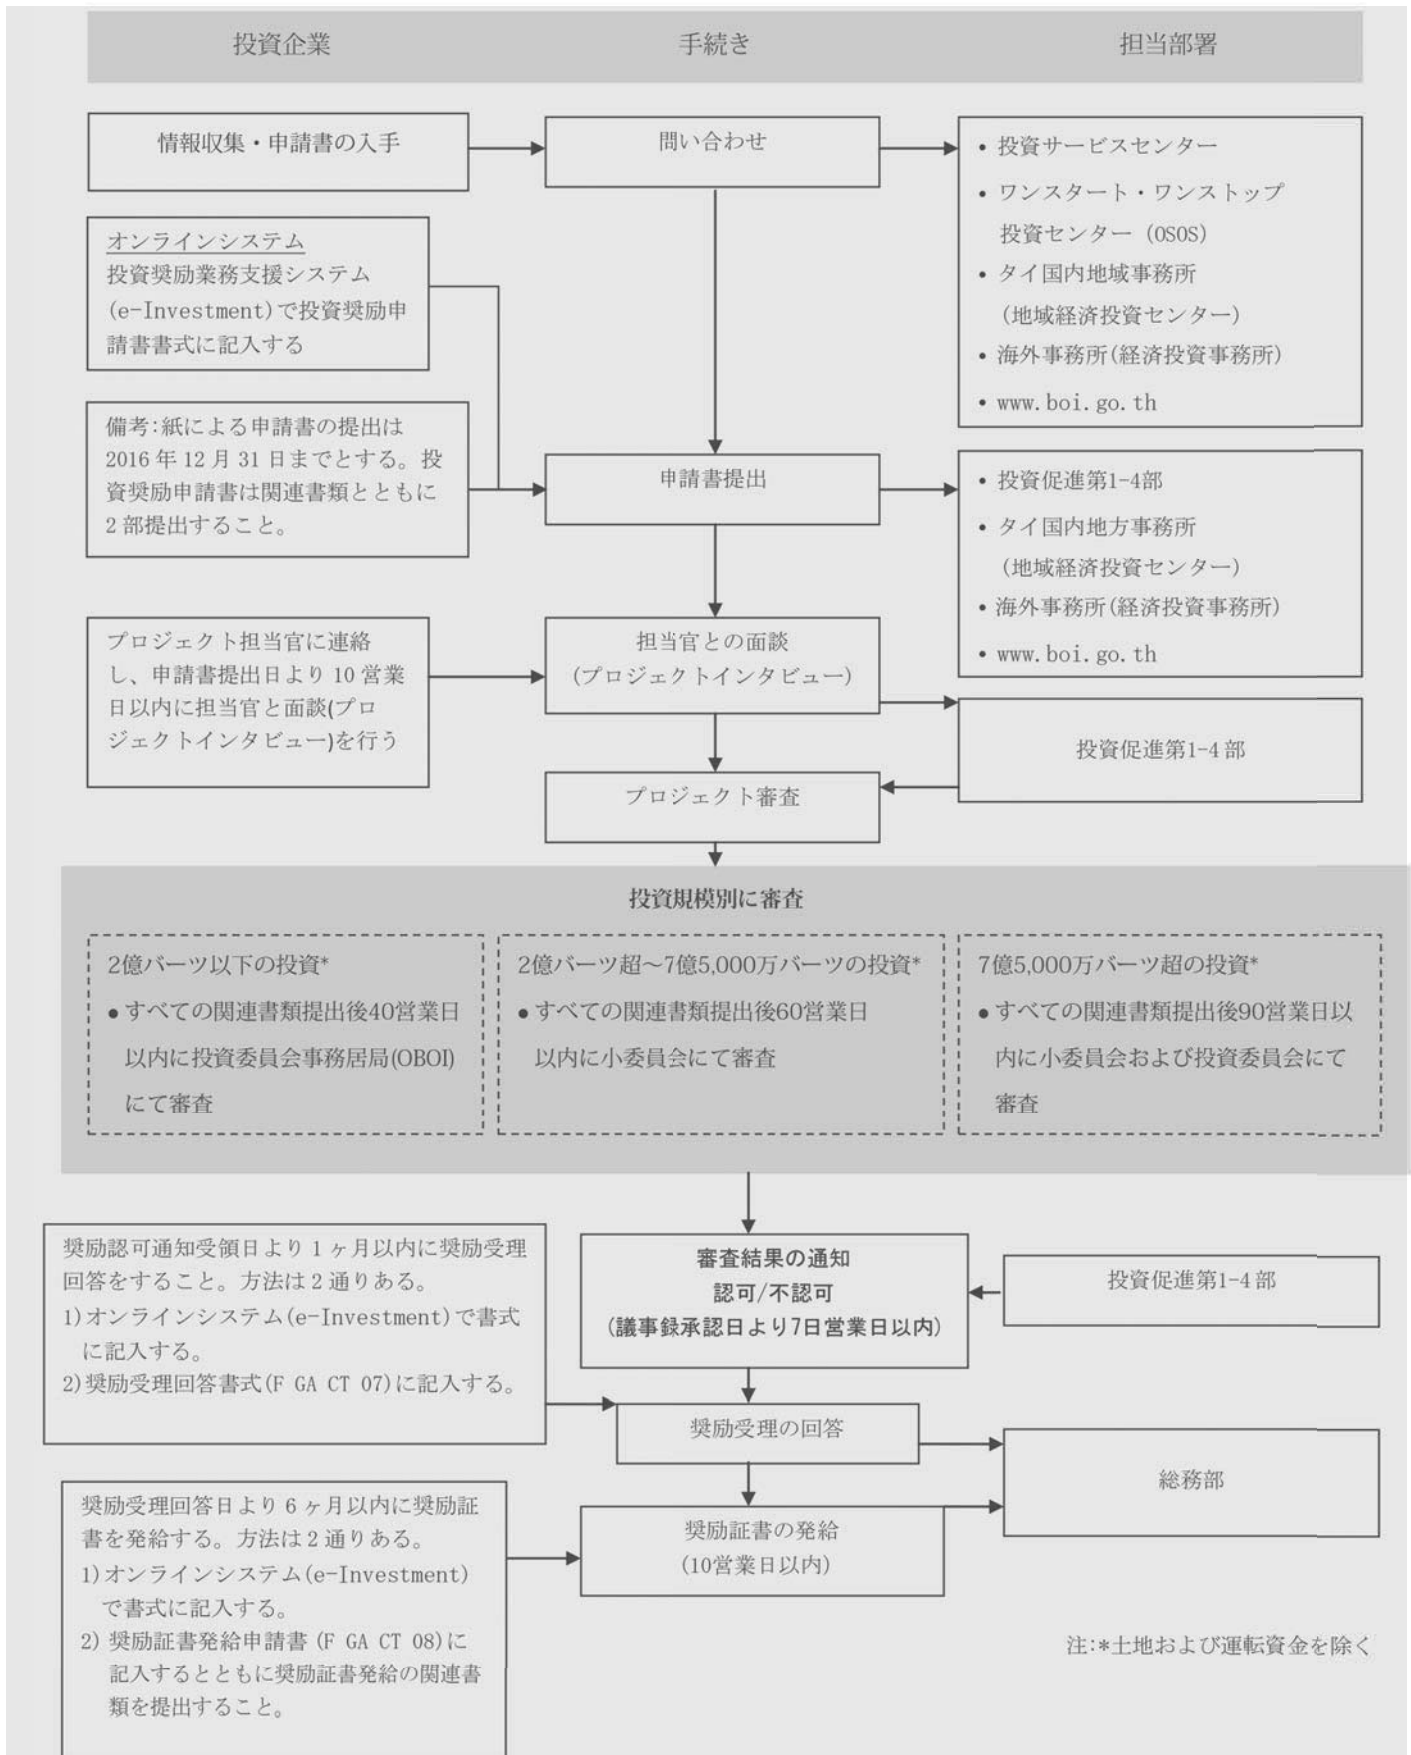 投資企業
手続き
担当部署
情報収集・申請書の入手
問い合わせ
• 投資サービスセンター
• ワンスタート・ワンストップ
投資センター（OSOS）
• タイ国内地域事務所
（地域経済投資センター）
• 海外事務所(経済投資事務所)
• www.boi.go.th
オンラインシステム
投資奨励業務支援システム
(e-Investment)で投資奨励申
請書書式に記入する
備考:紙による申請書の提出は
2016 年 12 月 31 日までとする。投
資奨励申請書は関連書類とともに
2 部提出すること。
申請書提出
• 投資促進第1-4部
• タイ国内地方事務所
（地域経済投資センター）
• 海外事務所(経済投資事務所)
• www.boi.go.th
プロジェクト担当官に連絡
し、申請書提出日より 10 営業
日以内に担当官と面談(プロ
ジェクトインタビュー)を行う
担当官との面談
(プロジェクトインタビュー)
投資促進第1-4 部
プロジェクト審査
投資規模別に審査
2億バーツ以下の投資*
● すべての関連書類提出後40営業日
以内に投資委員会事務居局(OBOI)
にて審査
2億バーツ超～7億5,000万バーツの投資*
● すべての関連書類提出後60営業日
以内に小委員会にて審査
7億5,000万バーツ超の投資*
● すべての関連書類提出後90営業日以
内に小委員会および投資委員会にて
審査
奨励認可通知受領日より 1 ヶ月以内に奨励受理
回答をすること。方法は 2 通りある。
1)オンラインシステム(e-Investment)で書式
に記入する。
2)奨励受理回答書式(F GA CT 07)に記入する。
審査結果の通知
認可/不認可
(議事録承認日より7日営業日以内)
投資促進第1-4 部
奨励受理の回答
総務部
奨励受理回答日より 6 ヶ月以内に奨励証
書を発給する。方法は 2 通りある。
1)オンラインシステム(e-Investment)
で書式に記入する。
2) 奨励証書発給申請書 (F GA CT 08)に
記入するとともに奨励証書発給の関連書
類を提出すること。
奨励証書の発給
(10営業日以内)
注:*土地および運転資金を除く